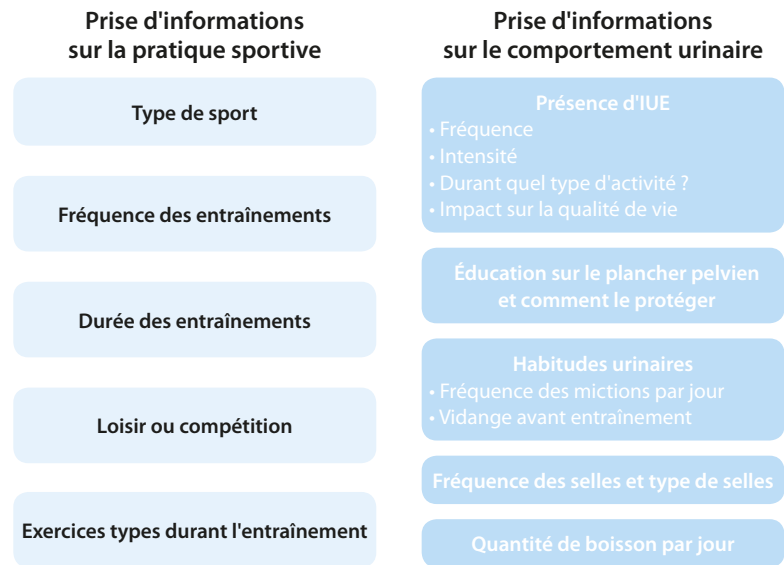 Prise d'informations
sur la pratique sportive
Type de sport
Fréquence des entraînements
Durée des entraînements
Loisir ou compétition
Exercices types durant l'entraînement
Prise d'informations
sur le comportement urinaire
Présence d'IUE
• Fréquence
• Intensité
• Durant quel type d'activité ?
• Impact sur la qualité de vie
Éducation sur le plancher pelvien
et comment le protéger
Habitudes urinaires
• Fréquence des mictions par jour
• Vidange avant entraînement
Fréquence des selles et type de selles
Quantité de boisson par jour